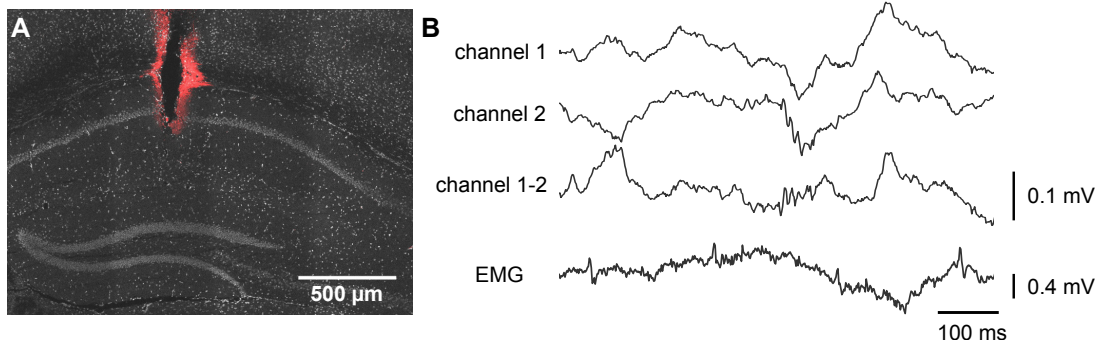 A
500 µm
B
channel 1
channel 2
channel 1-2
0.1 mV
EMG
0.4 mV
100 ms